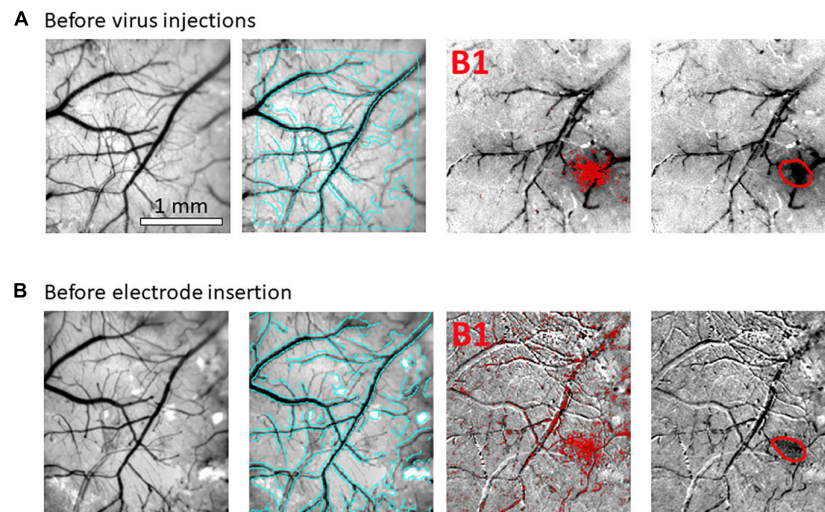 A Before virus injections
1 mm
B1
B Before electrode insertion
B1